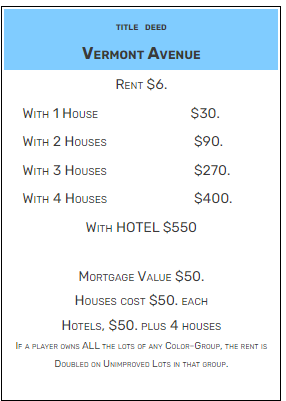 TITLE DEED
VERMONT AVENUE
RENT $6.
WITH 1 HOUSE $30.
WITH 2 HOUSES $90.
WITH 3 HOUSES $270.
WITH 4 HOUSES $400.
WITH HOTEL $550
MORTGAGE VALUE $50.
HOUSES COST $50. EACH
HOTELS, $50. PLUS 4 HOUSES
IF A PLAYER OWNS ALL THE LOTS OF ANY COLOR-GROUP, THE RENT IS
DOUBLED ON UNIMPROVED LOTS IN THAT GROUP.